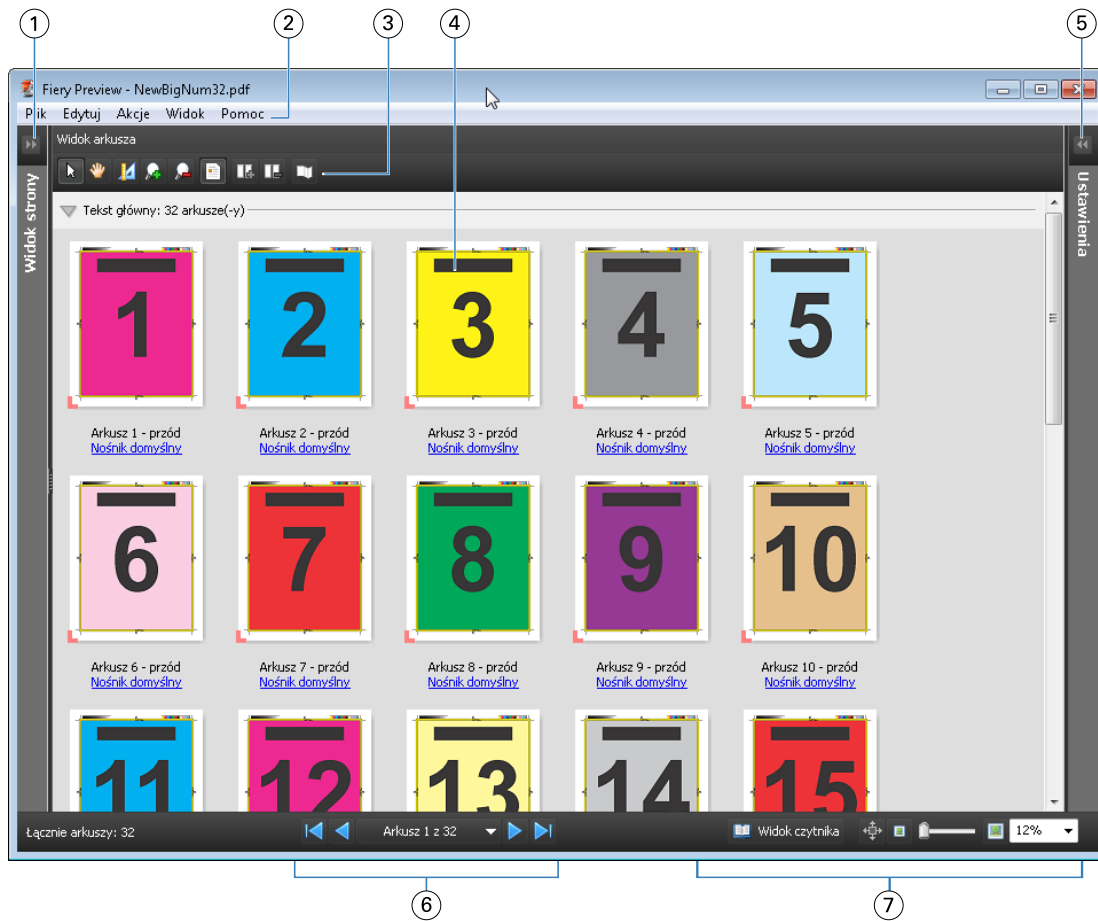 1 2 3 4 5
Fiery Preview - NewBigNum32.pdf
Plik Edytuj Akcje Widok Pomoc
Widok arkusza
Widok strony
Ustawienia
Tekst główny: 32 arkusze(-y)
1 2 3 4 5
Arkusz 1 - przód Arkusz 2 - przód Arkusz 3 - przód Arkusz 4 - przód Arkusz 5 - przód
Nośnik domyślny Nośnik domyślny Nośnik domyślny Nośnik domyślny Nośnik domyślny
6 7 8 9 10
Arkusz 6 - przód Arkusz 7 - przód Arkusz 8 - przód Arkusz 9 - przód Arkusz 10 - przód
Nośnik domyślny Nośnik domyślny Nośnik domyślny Nośnik domyślny Nośnik domyślny
11 12 13 14 15
Łącznie arkuszy: 32 Arkusz 1 z 32 Widok czytnika 12%
6 7